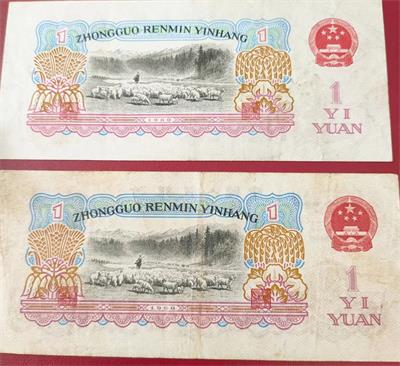 ZHONGGUO RENMIN YINHANG
1 1
1960
1
YI
YUAN
ZHONGGUO RENMIN YINHANG
1 1
1960
1
YI
YUAN